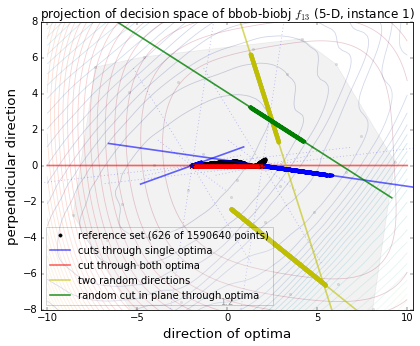 projection of decision space of bbob-biobj f₁₃ (5-D, instance 1)
8
6
4
2
0
−2
−4
−6
−8
perpendicular direction
reference set (626 of 1590640 points)
cuts through single optima
cut through both optima
two random directions
random cut in plane through optima
−10
−5
0
5
10
direction of optima